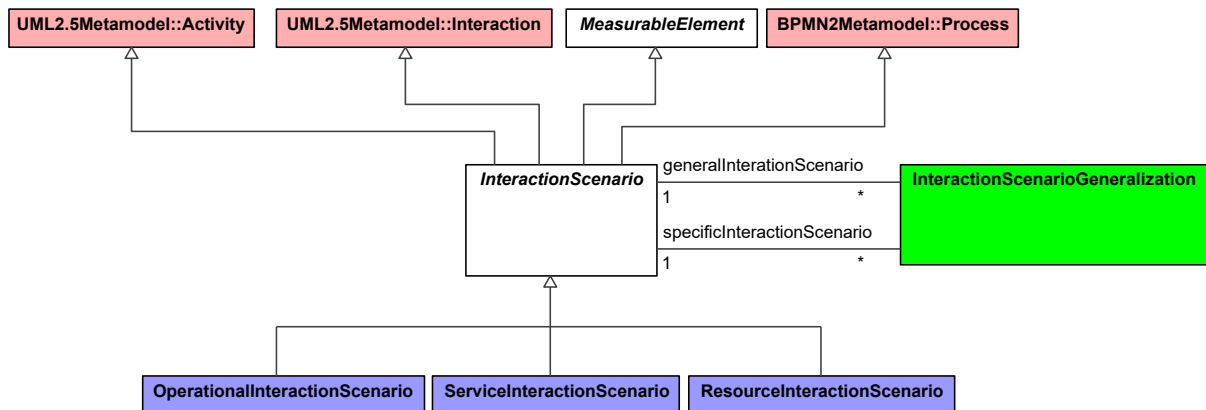 UML2.5Metamodel::Activity
UML2.5Metamodel::Interaction
MeasurableElement
BPMN2Metamodel::Process
InteractionScenario
generalInterationScenario
1
*
InteractionScenarioGeneralization
specificInteractionScenario
1
*
OperationalInteractionScenario
ServiceInteractionScenario
ResourceInteractionScenario